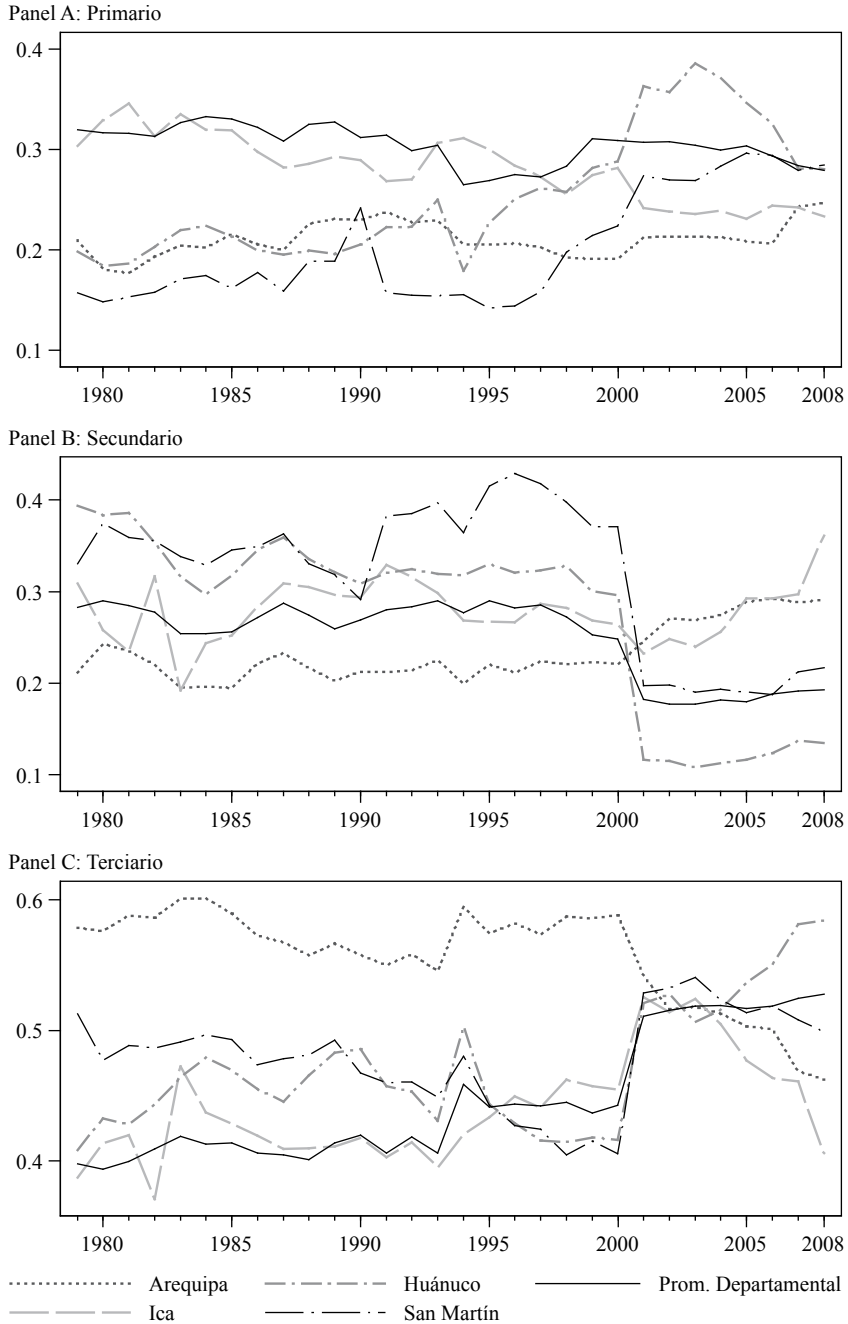 Panel A: Primario
0.4
0.3
0.2
0.1
1980 1985 1990 1995 2000 2005 2008
Panel B: Secundario
0.4
0.3
0.2
0.1
1980 1985 1990 1995 2000 2005 2008
Panel C: Terciario
0.6
0.5
0.4
1980 1985 1990 1995 2000 2005 2008
Arequipa Huánuco Prom. Departamental
Ica San Martín